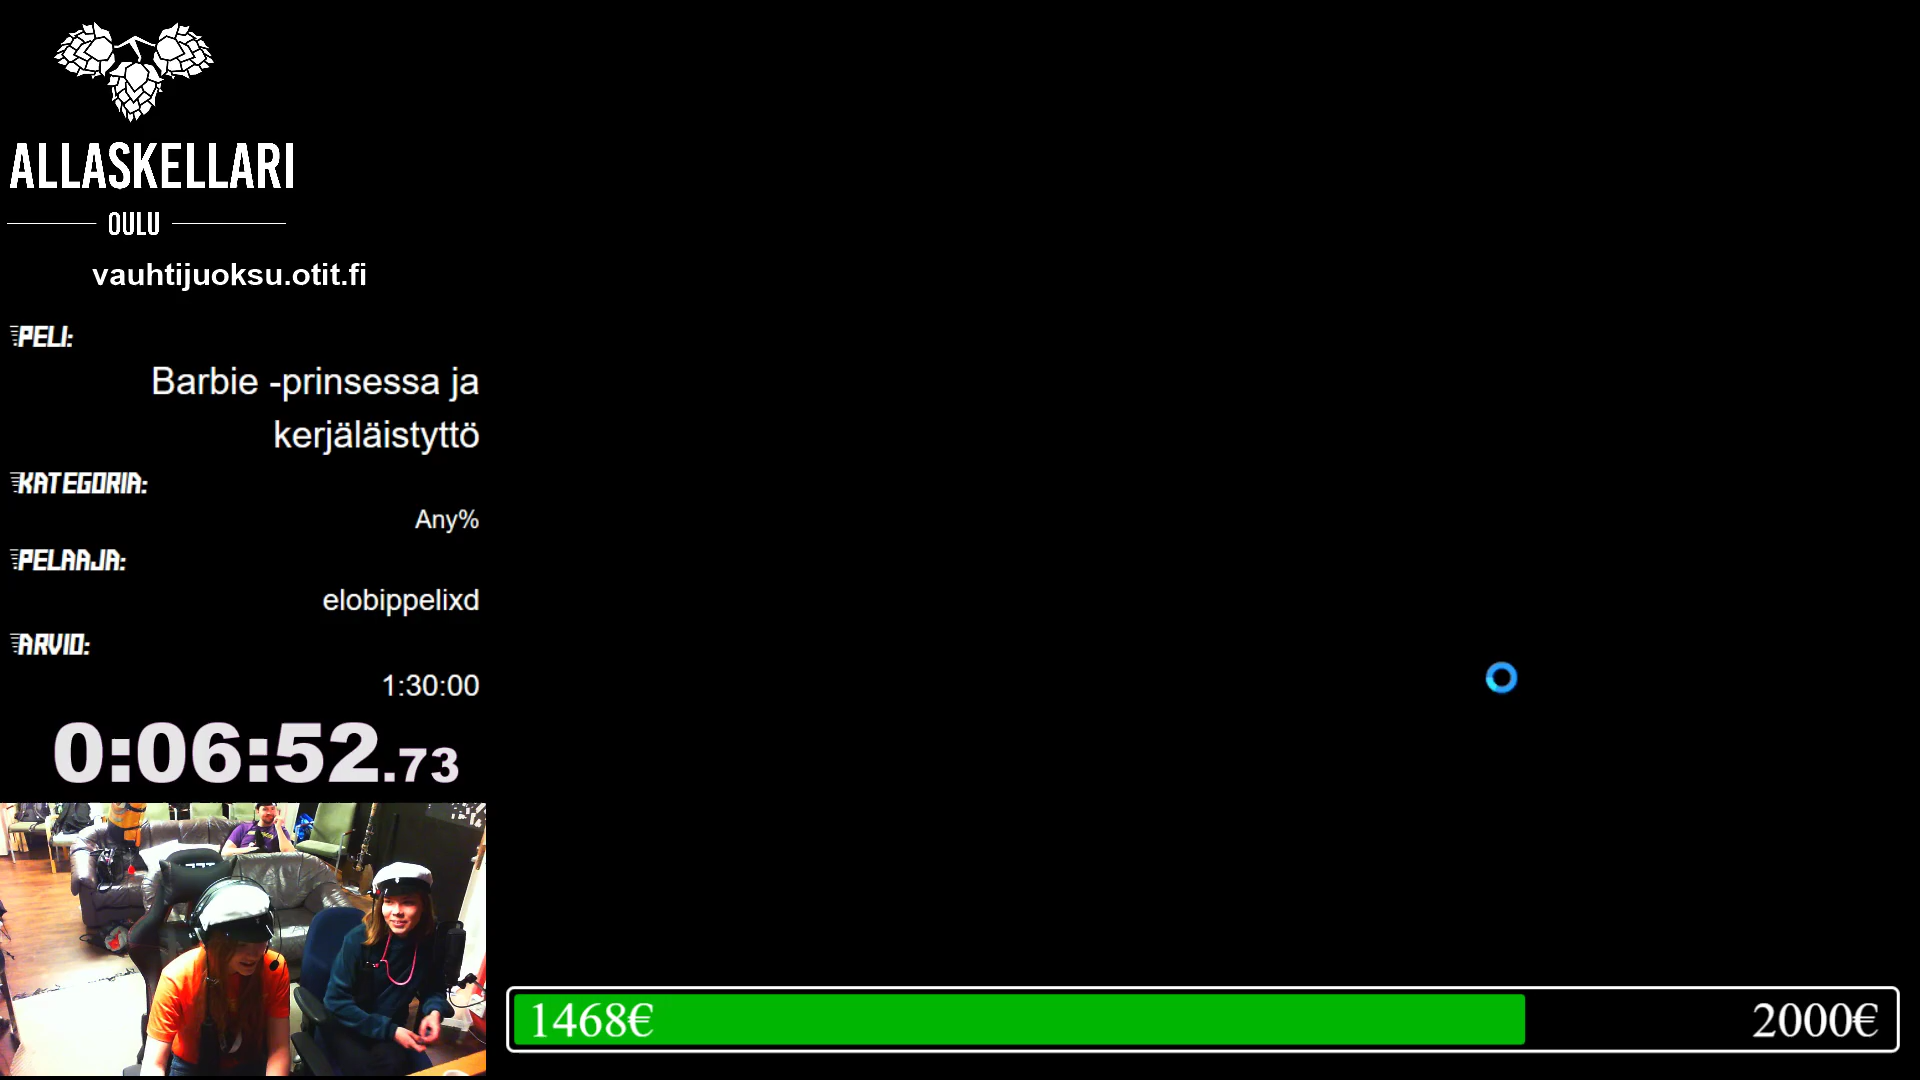 ALLASKELLARI
OULU
vauhtijuoksu.otit.fi
PELI:
Barbie -prinsessa ja
kerjäläistyttö
KATEGORIA:
Any%
PELAAJA:
elobippelixd
ARVIO:
1:30:00
0:06:52.73
1468€
2000€